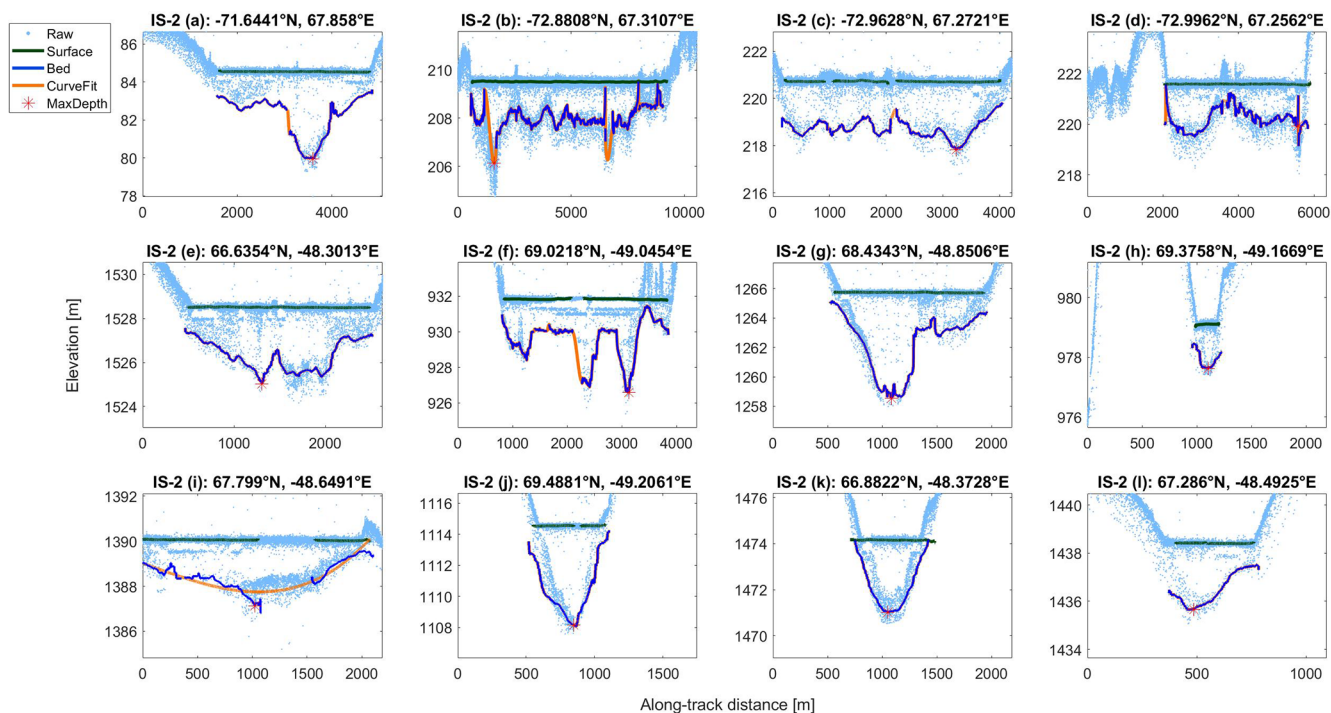 Raw
Surface
Bed
CurveFit
MaxDepth
IS-2 (a): -71.6441°N, 67.858°E
86
84
82
80
78
0 2000 4000
IS-2 (b): -72.8808°N, 67.3107°E
210
208
206
0 5000 10000
IS-2 (c): -72.9628°N, 67.2721°E
222
220
218
216
0 1000 2000 3000 4000
IS-2 (d): -72.9962°N, 67.2562°E
222
220
218
0 2000 4000 6000
Elevation [m]
IS-2 (e): 66.6354°N, -48.3013°E
1530
1528
1526
1524
0 1000 2000
IS-2 (f): 69.0218°N, -49.0454°E
932
930
928
926
0 1000 2000 3000 4000
IS-2 (g): 68.4343°N, -48.8506°E
1266
1264
1261
1260
1258
0 500 1000 1500 2000
IS-2 (h): 69.3758°N, -49.1669°E
980
978
976
0 500 1000 1500 2000
IS-2 (i): 67.799°N, -48.6491°E
1392
1390
1388
1386
0 500 1000 1500 2000
IS-2 (j): 69.4881°N, -49.2061°E
1116
1114
1112
1110
1108
0 500 1000 1500
IS-2 (k): 66.8822°N, -48.3728°E
1476
1474
1471
1470
0 500 1000 1500 2000
IS-2 (l): 67.286°N, -48.4925°E
1440
1438
1436
1434
0 500 1000
Along-track distance [m]